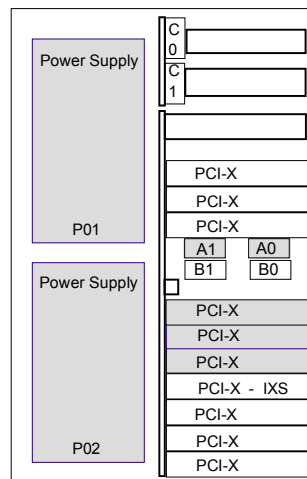 Power Supply
P01
Power Supply
P02
C
0
C
1
PCI-X
PCI-X
PCI-X
A1 A0
B1 B0
PCI-X
PCI-X
PCI-X
PCI-X - IXS
PCI-X
PCI-X
PCI-X